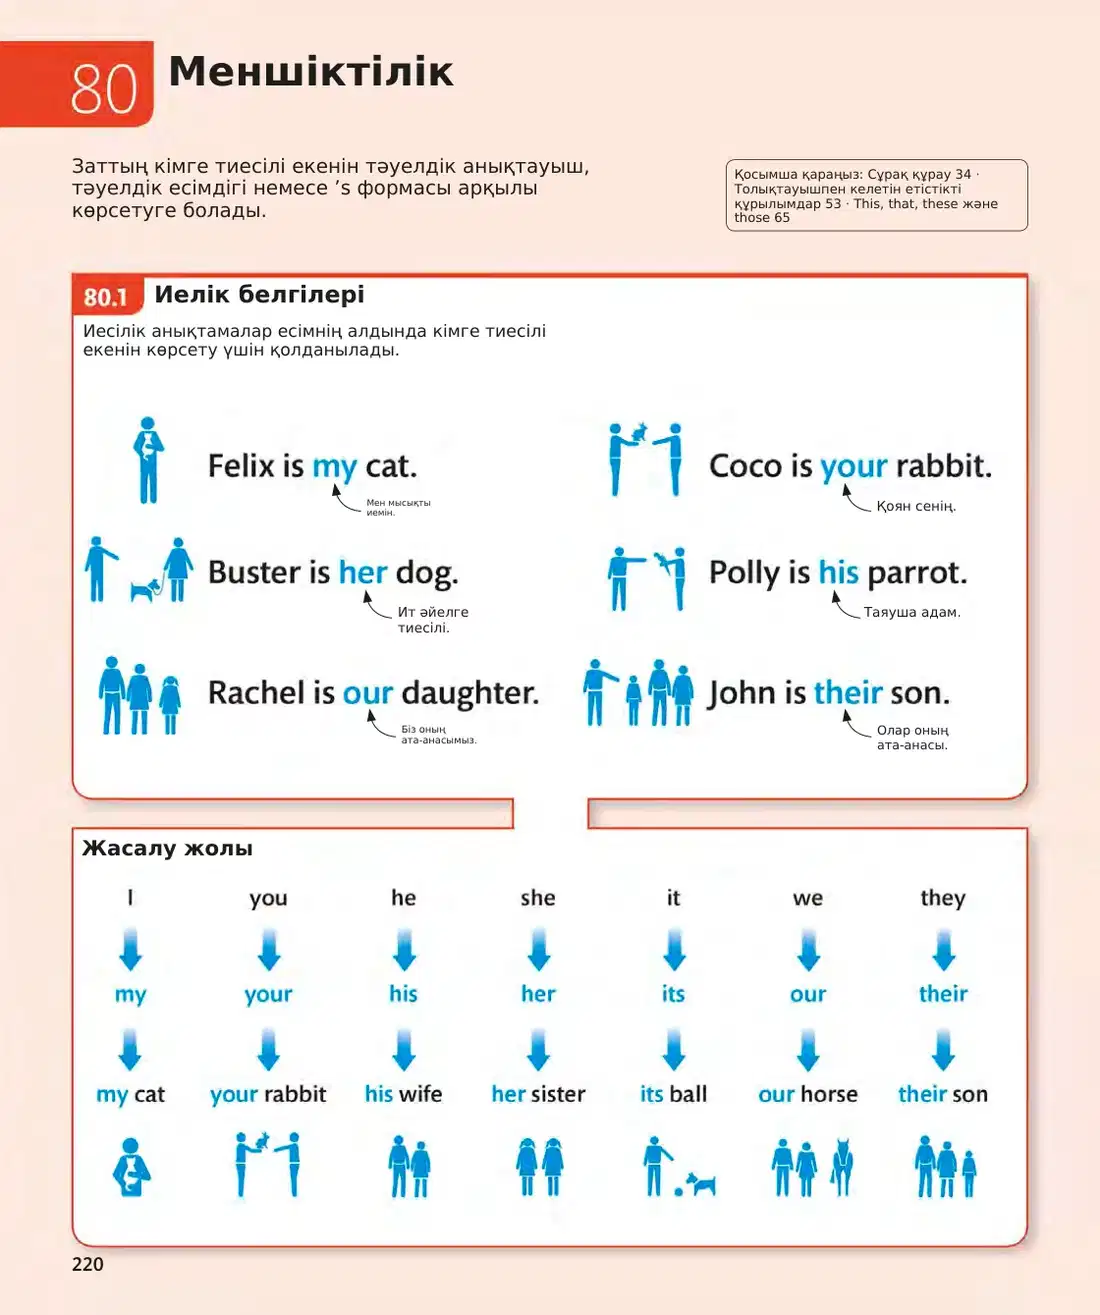 80
Меншіктілік
Заттың кімге тиесілі екенін тәуелдік анықтауыш,
тәуелдік есімдігі немесе ’s формасы арқылы
көрсетуге болады.
Қосымша қараңыз: Сұрақ құрау 34 ·
Толықтауышпен келетін етістікті
құрылымдар 53 · This, that, these және
those 65
80.1 Иелік белгілері
Иесілік анықтамалар есімнің алдында кімге тиесілі
екенін көрсету үшін қолданылады.
Felix is my cat.
Мен мысықты
иемін.
Coco is your rabbit.
Қоян сенің.
Buster is her dog.
Ит әйелге
тиесілі.
Polly is his parrot.
Таяуша адам.
Rachel is our daughter.
Біз оның
ата-анасымыз.
John is their son.
Олар оның
ата-анасы.
Жасалу жолы
I you he she it we they
my your his her its our their
my cat your rabbit his wife her sister its ball our horse their son
220